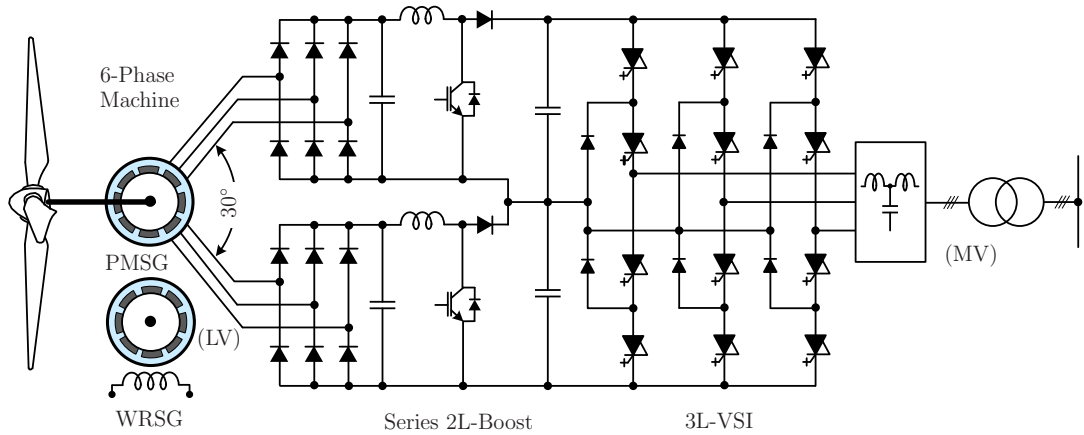 6-Phase
Machine
30°
PMSG
(LV)
WRSG
Series 2L-Boost
3L-VSI
(MV)